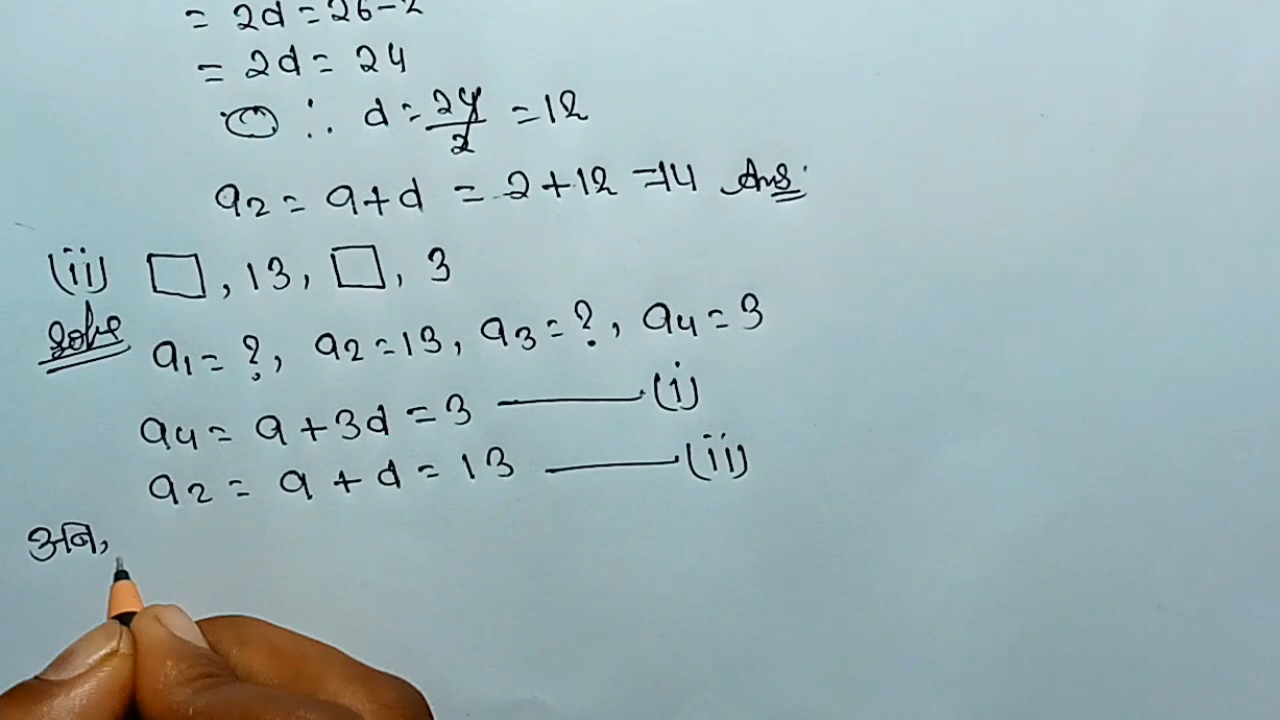 = 2d = 26-2
= 2d = 24
∴ d = 24/2 = 12
a2 = a+d = 2+12 = 14 Ans.
(ii) □, 13, □, 3
Solve
a1 = ?, a2 = 13, a3 = ?, a4 = 3
a4 = a+3d = 3 ——— (i)
a2 = a+d = 13 ——— (ii)